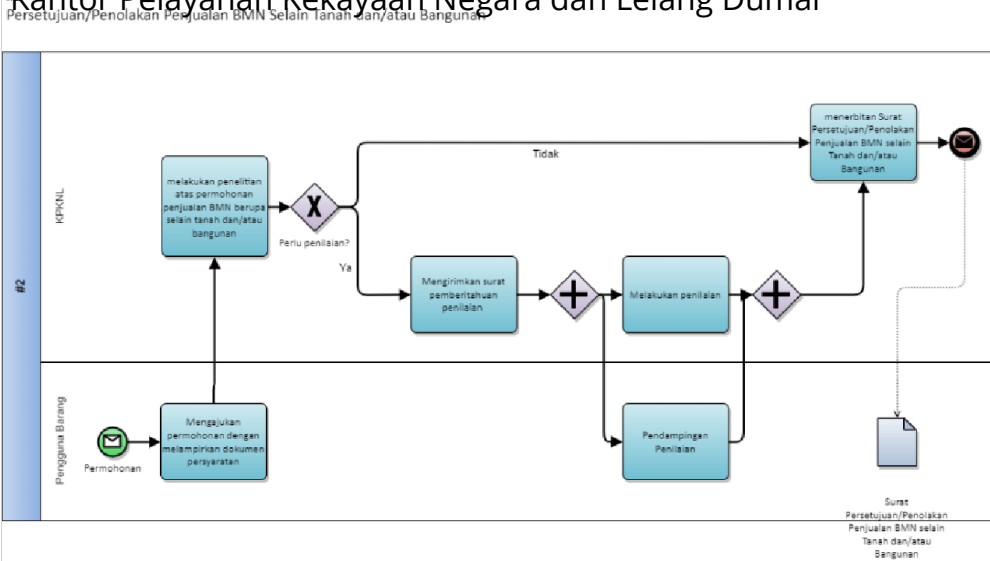 Kantor Pelayanan Kekayaan Negara dan Lelang Dumai
Persetujuan/Penolakan Penjualan BMN Selain Tanah dan/atau Bangunan
#2
KPKNL
melakukan penelitian
atas permohonan
penjualan BMN berupa
selain tanah dan/atau
bangunan
Perlu penilaian?
Tidak
Ya
Mengirimkan surat
pemberitahuan
penilaian
Melakukan penilaian
menerbitan Surat
Persetujuan/Penolakan
Penjualan BMN selain
Tanah dan/atau
Bangunan
Pengguna Barang
Permohonan
Mengajukan
permohonan dengan
melampirkan dokumen
persyaratan
Pendampingan
Penilaian
Surat
Persetujuan/Penolakan
Penjualan BMN selain
Tanah dan/atau
Bangunan